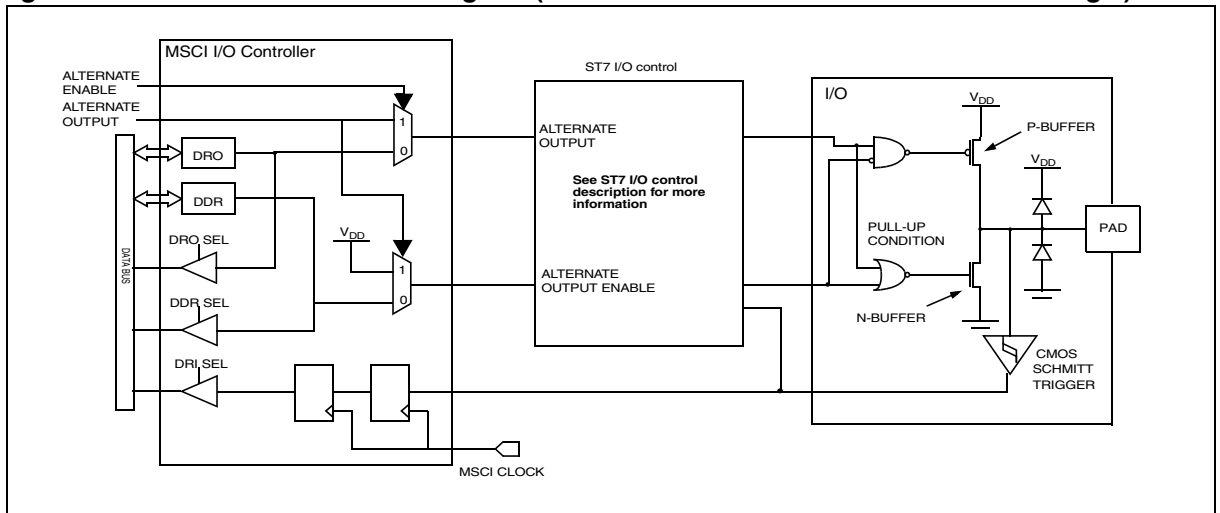 MSCI I/O Controller
ALTERNATE
ENABLE
ALTERNATE
OUTPUT
1
0
DRO
DDR
DRO SEL
DDR SEL
DRI SEL
DATA BUS
VDD
1
0
MSCI CLOCK
ST7 I/O control
ALTERNATE
OUTPUT
See ST7 I/O control
description for more
information
ALTERNATE
OUTPUT ENABLE
I/O
VDD
P-BUFFER
VDD
PULL-UP
CONDITION
PAD
N-BUFFER
CMOS
SCHMITT
TRIGGER